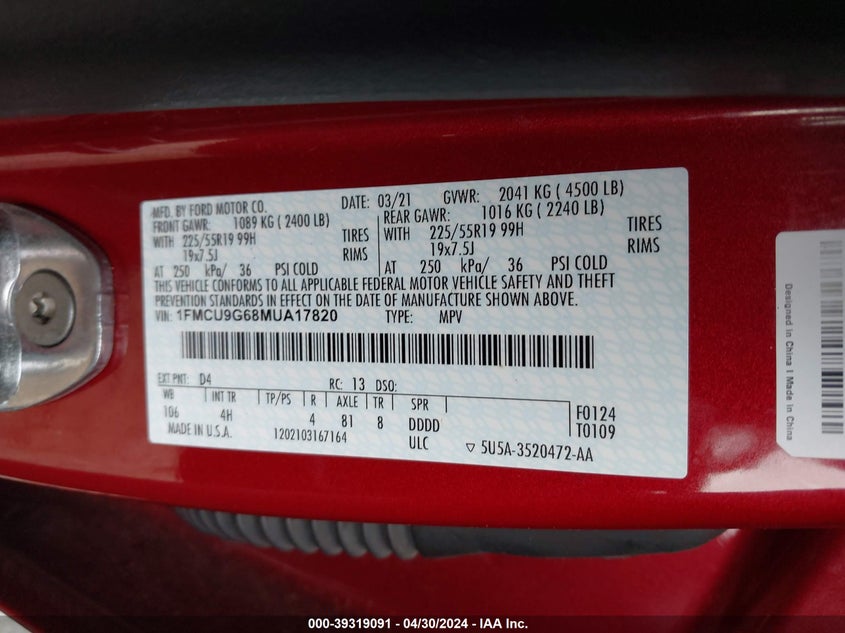 MFD. BY FORD MOTOR CO. DATE: 03/21 GVWR: 2041 KG ( 4500 LB)
FRONT GAWR: 1089 KG ( 2400 LB) REAR GAWR: 1016 KG ( 2240 LB)
WITH 225/55R19 99H TIRES WITH 225/55R19 99H TIRES
19x7.5J RIMS 19x7.5J RIMS
AT 250 kPa/ 36 PSI COLD AT 250 kPa/ 36 PSI COLD
THIS VEHICLE CONFORMS TO ALL APPLICABLE FEDERAL MOTOR VEHICLE SAFETY AND THEFT
PREVENTION STANDARDS IN EFFECT ON THE DATE OF MANUFACTURE SHOWN ABOVE.
VIN: 1FMCU9G68MUA17820 TYPE: MPV
EXT PNT: D4 RC: 13 DSO:
WB INT TR TP/PS R AXLE TR SPR F0124
106 4H 4 81 8 DDDD T0109
MADE IN U.S.A. 1202103167164 ULC ▽ 5U5A-3520472-AA
Designed in China I Made in China
000-39319091 - 04/30/2024 - IAA Inc.